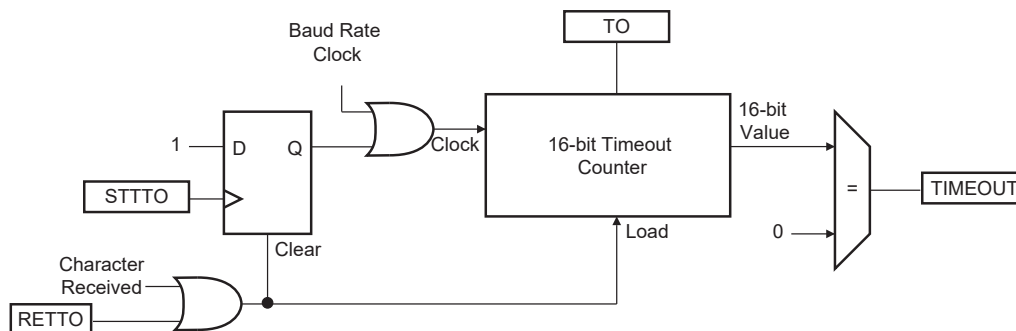 TO
Baud Rate
Clock
16-bit
Value
1
D
Q
Clock
16-bit Timeout
Counter
=
TIMEOUT
STTTO
Clear
Load
0
Character
Received
RETTO